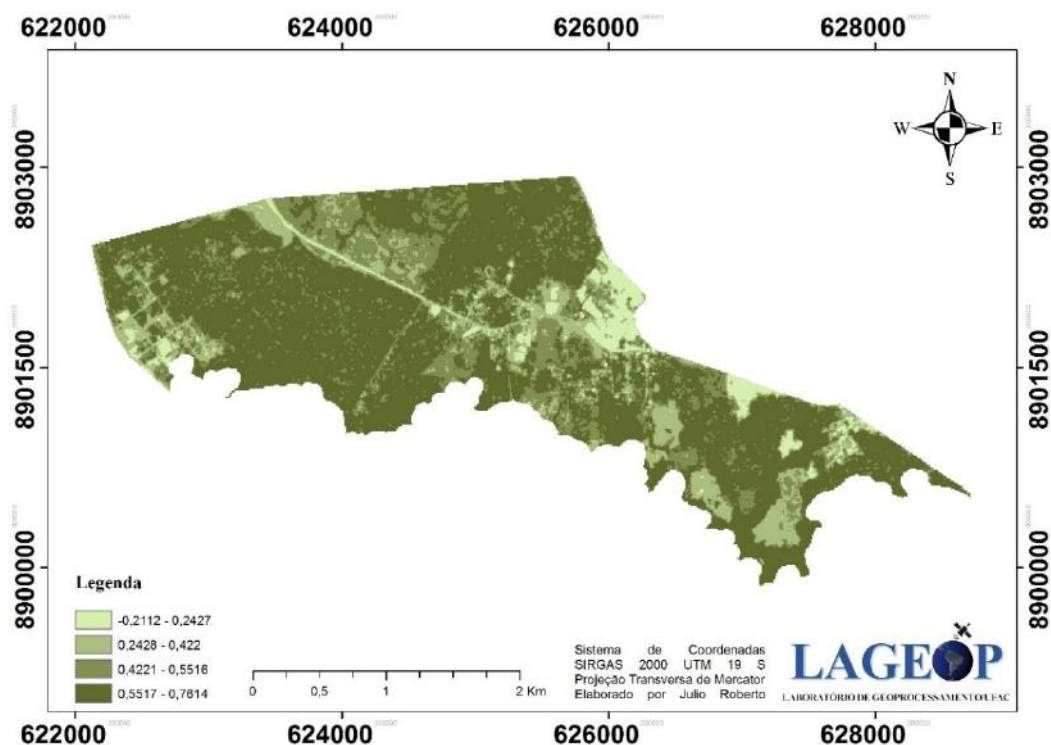 622000 624000 626000 628000
N
W E
S
8903000 8903000
8901500 8901500
8900000 8900000
Legenda
-0,2112 - 0,2427
0,2428 - 0,422
0,4221 - 0,5516
0,5517 - 0,7614
0 0,5 1 2 Km
Sistema de Coordenadas
SIRGAS 2000 UTM 19 S
Projeção Transversa de Mercator
Elaborado por Julio Roberto
LAGEOP
LABORATÓRIO DE GEOPROCESSAMENTO/UFAC
622000 624000 626000 628000